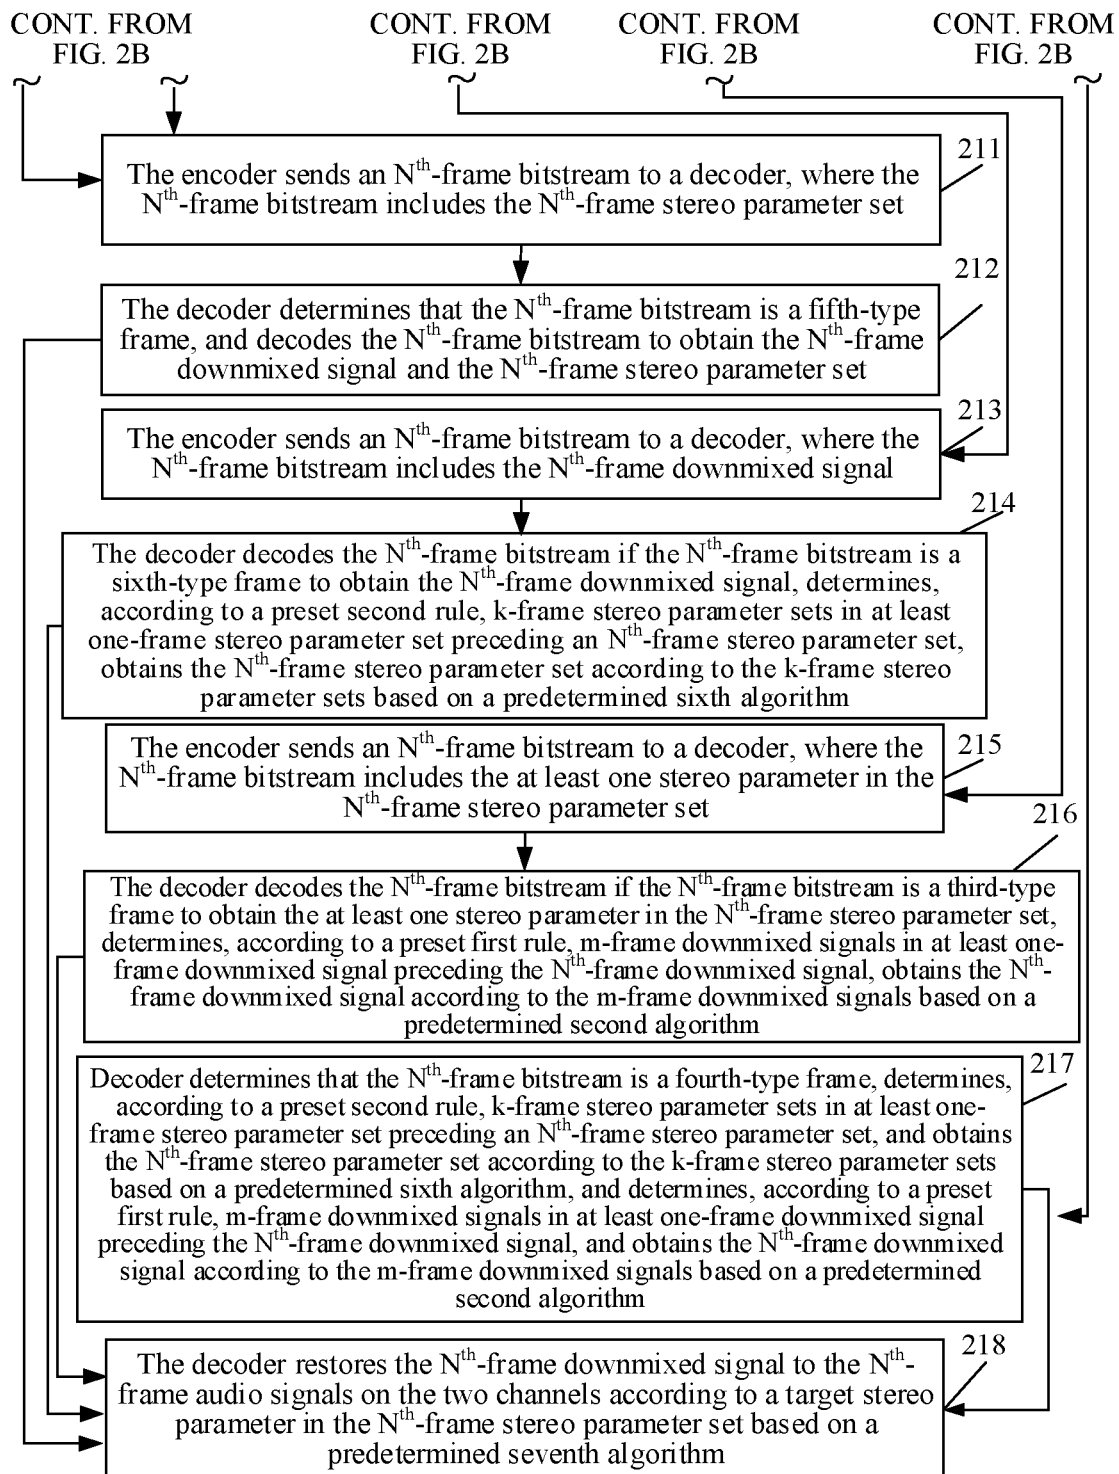 CONT. FROM
FIG. 2B
CONT. FROM
FIG. 2B
CONT. FROM
FIG. 2B
CONT. FROM
FIG. 2B
211
The encoder sends an Nth-frame bitstream to a decoder, where the
Nth-frame bitstream includes the Nth-frame stereo parameter set
212
The decoder determines that the Nth-frame bitstream is a fifth-type
frame, and decodes the Nth-frame bitstream to obtain the Nth-frame
downmixed signal and the Nth-frame stereo parameter set
213
The encoder sends an Nth-frame bitstream to a decoder, where the
Nth-frame bitstream includes the Nth-frame downmixed signal
214
The decoder decodes the Nth-frame bitstream if the Nth-frame bitstream is a
sixth-type frame to obtain the Nth-frame downmixed signal, determines,
according to a preset second rule, k-frame stereo parameter sets in at least
one-frame stereo parameter set preceding an Nth-frame stereo parameter set,
obtains the Nth-frame stereo parameter set according to the k-frame stereo
parameter sets based on a predetermined sixth algorithm
215
The encoder sends an Nth-frame bitstream to a decoder, where the
Nth-frame bitstream includes the at least one stereo parameter in the
Nth-frame stereo parameter set
216
The decoder decodes the Nth-frame bitstream if the Nth-frame bitstream is a third-type
frame to obtain the at least one stereo parameter in the Nth-frame stereo parameter set,
determines, according to a preset first rule, m-frame downmixed signals in at least one-
frame downmixed signal preceding the Nth-frame downmixed signal, obtains the Nth-
frame downmixed signal according to the m-frame downmixed signals based on a
predetermined second algorithm
217
Decoder determines that the Nth-frame bitstream is a fourth-type frame, determines,
according to a preset second rule, k-frame stereo parameter sets in at least one-
frame stereo parameter set preceding an Nth-frame stereo parameter set, and obtains
the Nth-frame stereo parameter set according to the k-frame stereo parameter sets
based on a predetermined sixth algorithm, and determines, according to a preset
first rule, m-frame downmixed signals in at least one-frame downmixed signal
preceding the Nth-frame downmixed signal, and obtains the Nth-frame downmixed
signal according to the m-frame downmixed signals based on a predetermined
second algorithm
218
The decoder restores the Nth-frame downmixed signal to the Nth-
frame audio signals on the two channels according to a target stereo
parameter in the Nth-frame stereo parameter set based on a
predetermined seventh algorithm